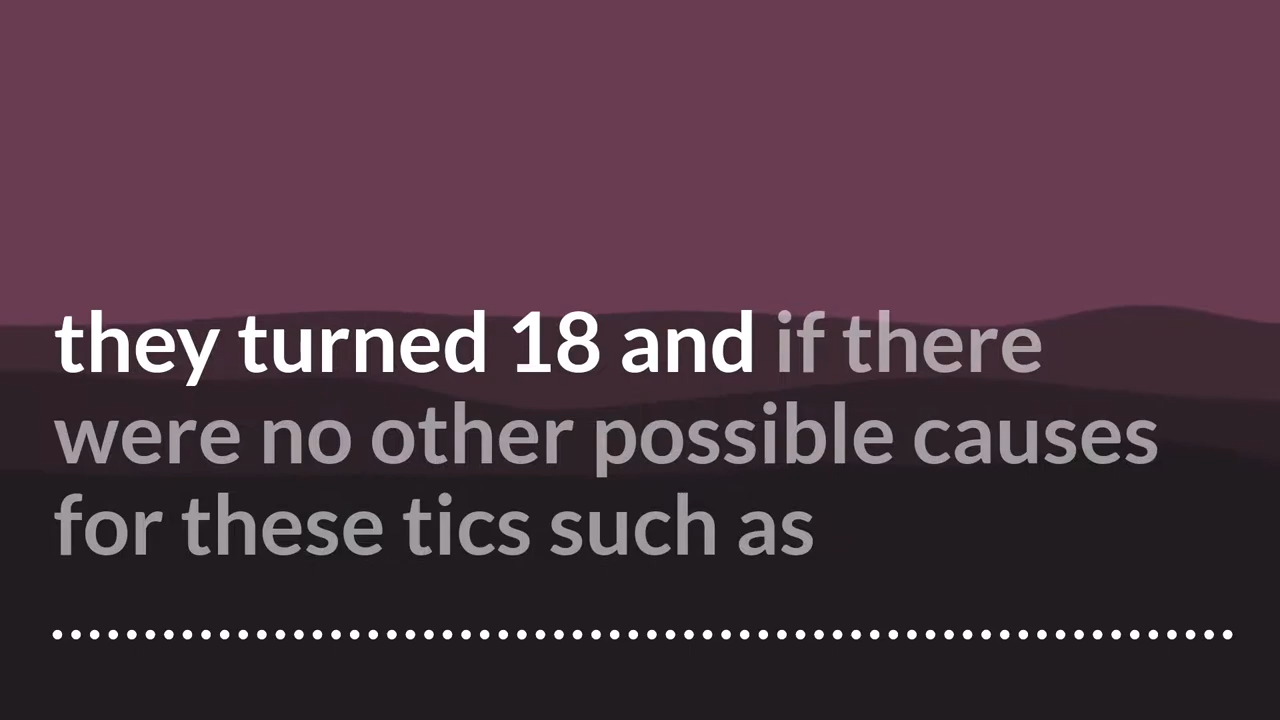 they turned 18 and if there
were no other possible causes
for these tics such as